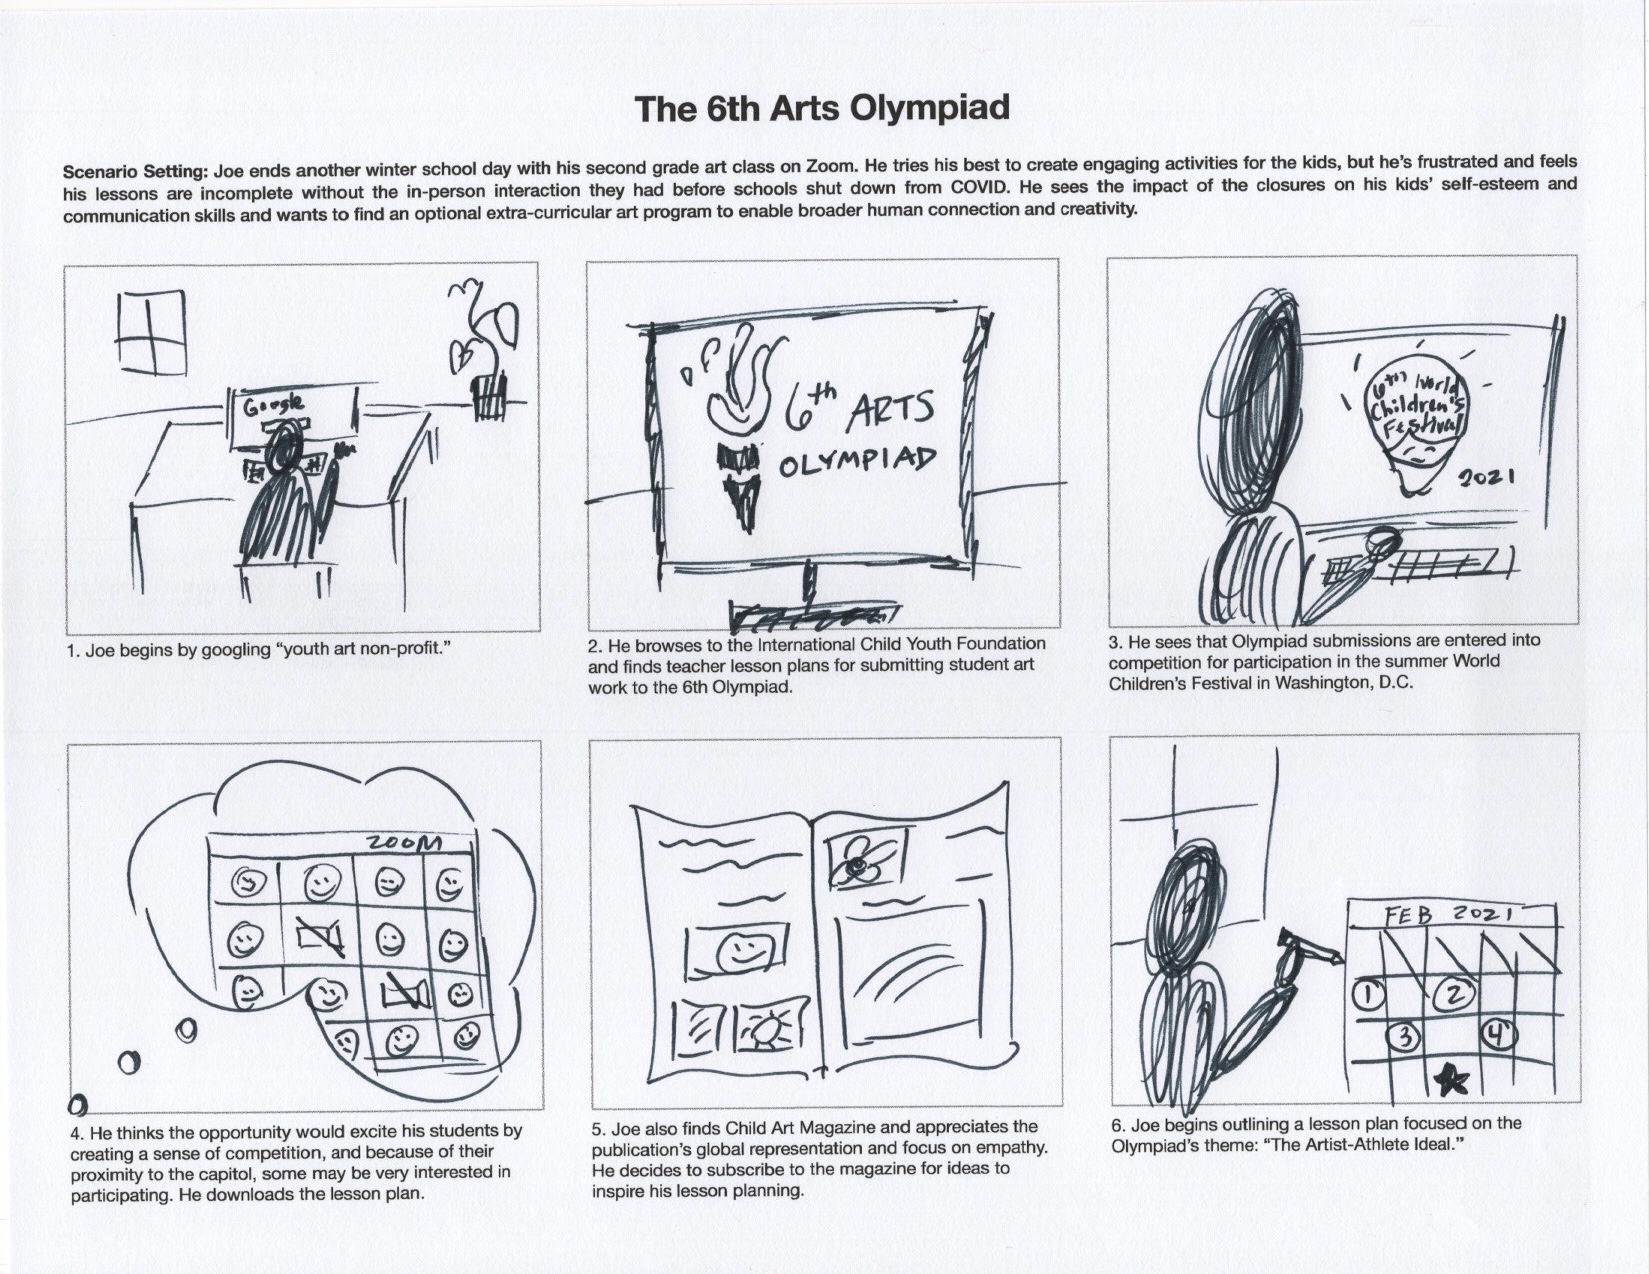 The 6th Arts Olympiad
Scenario Setting: Joe ends another winter school day with his second grade art class on Zoom. He tries his best to create engaging activities for the kids, but he's frustrated and feels
his lessons are incomplete without the in-person interaction they had before schools shut down from COVID. He sees the impact of the closures on his kids' self-esteem and
communication skills and wants to find an optional extra-curricular art program to enable broader human connection and creativity.
Google
1. Joe begins by googling “youth art non-profit.”
6th ARTS
OLYMPIAD
2. He browses to the International Child Youth Foundation
and finds teacher lesson plans for submitting student art
work to the 6th Olympiad.
6th World
Children's
Festival
2021
3. He sees that Olympiad submissions are entered into
competition for participation in the summer World
Children's Festival in Washington, D.C.
ZOOM
4. He thinks the opportunity would excite his students by
creating a sense of competition, and because of their
proximity to the capitol, some may be very interested in
participating. He downloads the lesson plan.
5. Joe also finds Child Art Magazine and appreciates the
publication's global representation and focus on empathy.
He decides to subscribe to the magazine for ideas to
inspire his lesson planning.
FEB 2021
1 2
3 4
6. Joe begins outlining a lesson plan focused on the
Olympiad's theme: “The Artist-Athlete Ideal.”